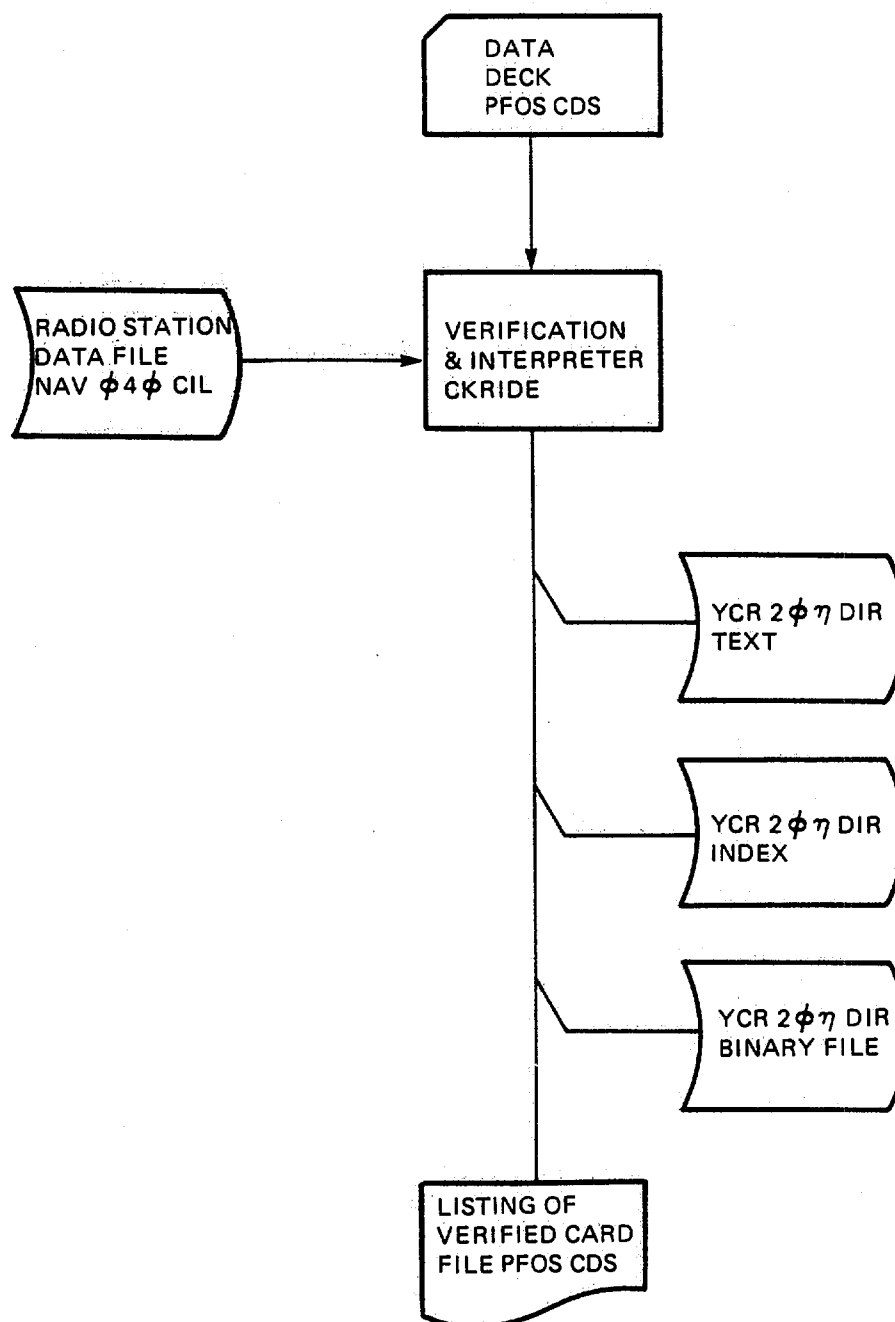 DATA
DECK
PFOS CDS
RADIO STATION
DATA FILE
NAV ϕ4ϕ CIL
VERIFICATION
& INTERPRETER
CKRIDE
YCR 2ϕη DIR
TEXT
YCR 2ϕη DIR
INDEX
YCR 2ϕη DIR
BINARY FILE
LISTING OF
VERIFIED CARD
FILE PFOS CDS